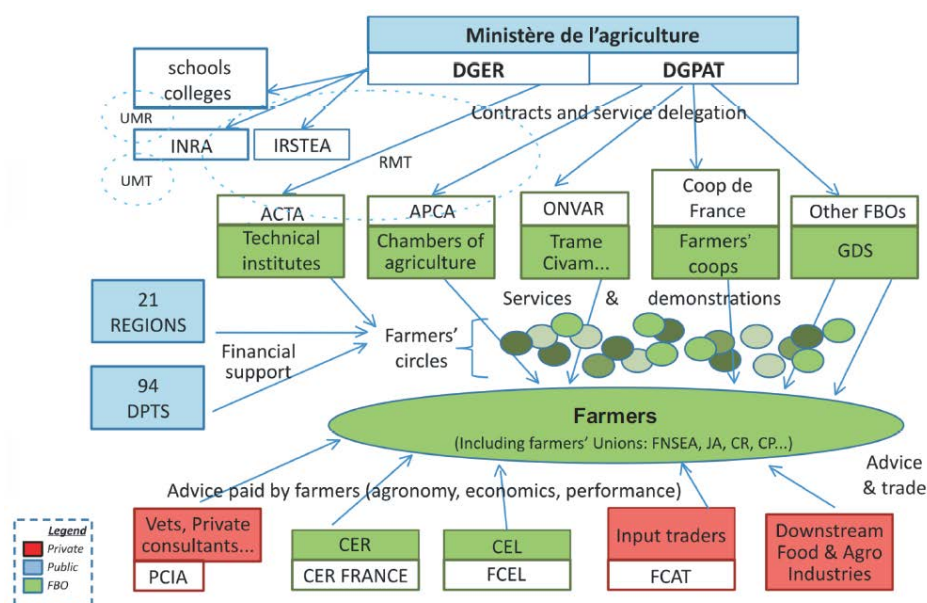 Ministère de l'agriculture
DGER
DGPAT
schools
colleges
Contracts and service delegation
UMR
INRA
IRSTEA
RMT
UMT
ACTA
Technical
institutes
APCA
Chambers of
agriculture
ONVAR
Trame
Civam...
Coop de
France
Farmers'
coops
Other FBOs
GDS
21
REGIONS
Services & demonstrations
Farmers'
circles
Financial
support
94
DPTS
Farmers
(Including farmers' Unions: FNSEA, JA, CR, CP...)
Advice
& trade
Advice paid by farmers (agronomy, economics, performance)
Legend
Private
Public
FBO
Vets, Private
consultants...
PCIA
CER
CER FRANCE
CEL
FCEL
Input traders
FCAT
Downstream
Food & Agro
Industries